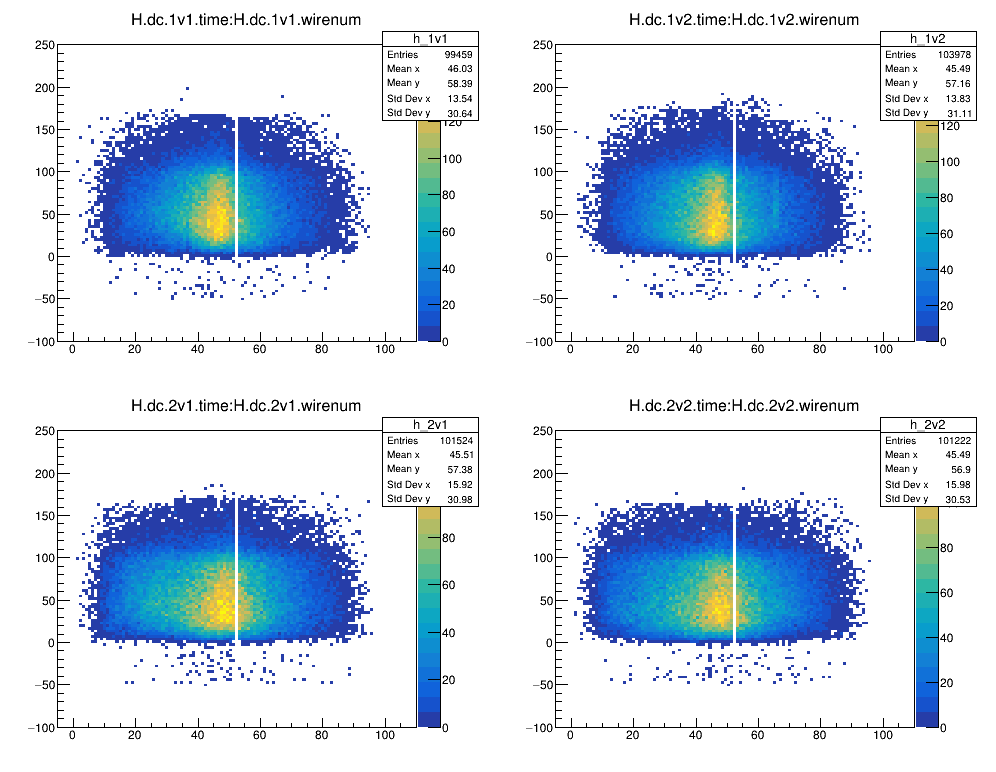 H.dc.1v1.time:H.dc.1v1.wirenum
h_1v1
Entries 99459
Mean x 46.03
Mean y 58.39
Std Dev x 13.54
Std Dev y 30.64
250
200
150
100
50
0
−50
−100
0 20 40 60 80 100
120
100
80
60
40
20
0
H.dc.1v2.time:H.dc.1v2.wirenum
h_1v2
Entries 103978
Mean x 45.49
Mean y 57.16
Std Dev x 13.83
Std Dev y 31.11
250
200
150
100
50
0
−50
−100
0 20 40 60 80 100
120
100
80
60
40
20
0
H.dc.2v1.time:H.dc.2v1.wirenum
h_2v1
Entries 101524
Mean x 45.51
Mean y 57.38
Std Dev x 15.92
Std Dev y 30.98
250
200
150
100
50
0
−50
−100
0 20 40 60 80 100
80
60
40
20
0
H.dc.2v2.time:H.dc.2v2.wirenum
h_2v2
Entries 101222
Mean x 45.49
Mean y 56.9
Std Dev x 15.98
Std Dev y 30.53
250
200
150
100
50
0
−50
−100
0 20 40 60 80 100
80
60
40
20
0